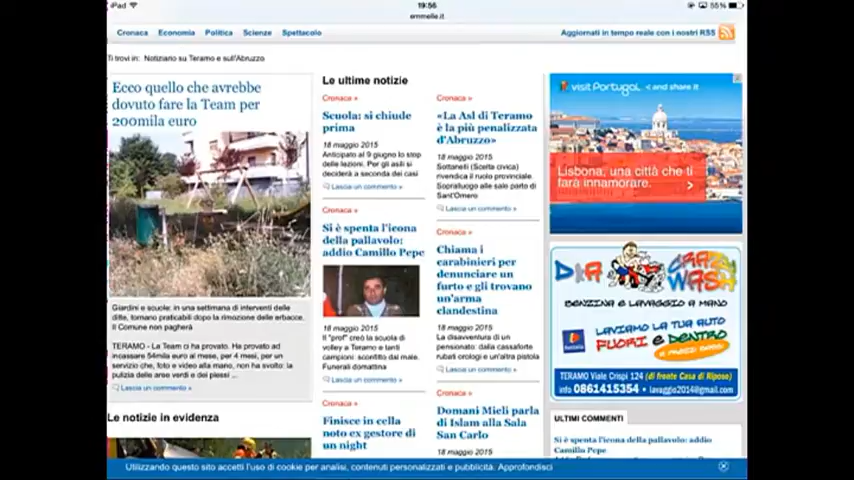 iPad
19:56
55%
emmelle.it
Cronaca Economia Politica Scienze Spettacolo
Aggiornati in tempo reale con i nostri RSS
Ti trovi in: Notiziario su Teramo e sull'Abruzzo
Ecco quello che avrebbe
dovuto fare la Team per
200mila euro
Giardini e scuole: in una settimana di interventi delle
ditte, tornano praticabili dopo la rimozione delle erbacce.
Il Comune non pagherà
TERAMO - La Team ci ha provato. Ha provato ad
incassare 54mila euro al mese, per 4 mesi, per un
servizio che, foto e video alla mano, non ha svolto: la
pulizia delle aree verdi e dei plessi ...
Lascia un commento »
Le notizie in evidenza
Le ultime notizie
Cronaca »
Scuola: si chiude
prima
18 maggio 2015
Anticipato al 9 giugno lo stop
delle lezioni. Per gli asili si
deciderà a seconda dei casi
Lascia un commento »
Cronaca »
Si è spenta l'icona
della pallavolo:
addio Camillo Pepe
18 maggio 2015
Il "prof" creò la scuola di
volley a Teramo e tanti
campioni: sconfitto dal male.
Funerali domattina
Lascia un commento »
Cronaca »
Finisce in cella
noto ex gestore di
un night
Cronaca »
«La Asl di Teramo
è la più penalizzata
d'Abruzzo»
18 maggio 2015
Sottanelli (Scelta civica)
rivendica il ruolo provinciale.
Sopralluogo alle sale parto di
Sant'Omero
Lascia un commento »
Cronaca »
Chiama i
carabinieri per
denunciare un
furto e gli trovano
un'arma
clandestina
18 maggio 2015
La disavventura di un
pensionato: dalla cassaforte
rubati orologi e un'altra pistola
Lascia un commento »
Cronaca »
Domani Mieli parla
di Islam alla Sala
San Carlo
visit Portugal < and share it
Lisbona, una città che ti
farà innamorare. >
CRAZY
WASH
BENZINA e LAVAGGIO A MANO
LAVIAMO LA TUA AUTO
FUORI e DENTRO
TERAMO Viale Crispi 124 (di fronte Casa di Riposo)
info 0861415354 - lavaggio2014@gmail.com
ULTIMI COMMENTI
Si è spenta l'icona della pallavolo: addio
Camillo Pepe
Utilizzando questo sito accetti l'uso di cookie per analisi, contenuti personalizzati e pubblicità. Approfondisci